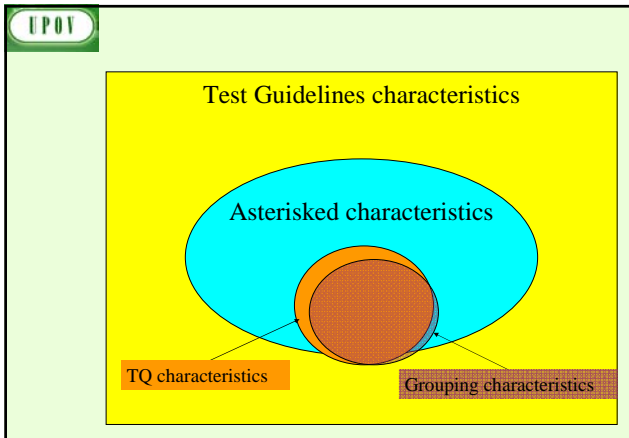 UPOV
Test Guidelines characteristics
Asterisked characteristics
TQ characteristics
Grouping characteristics